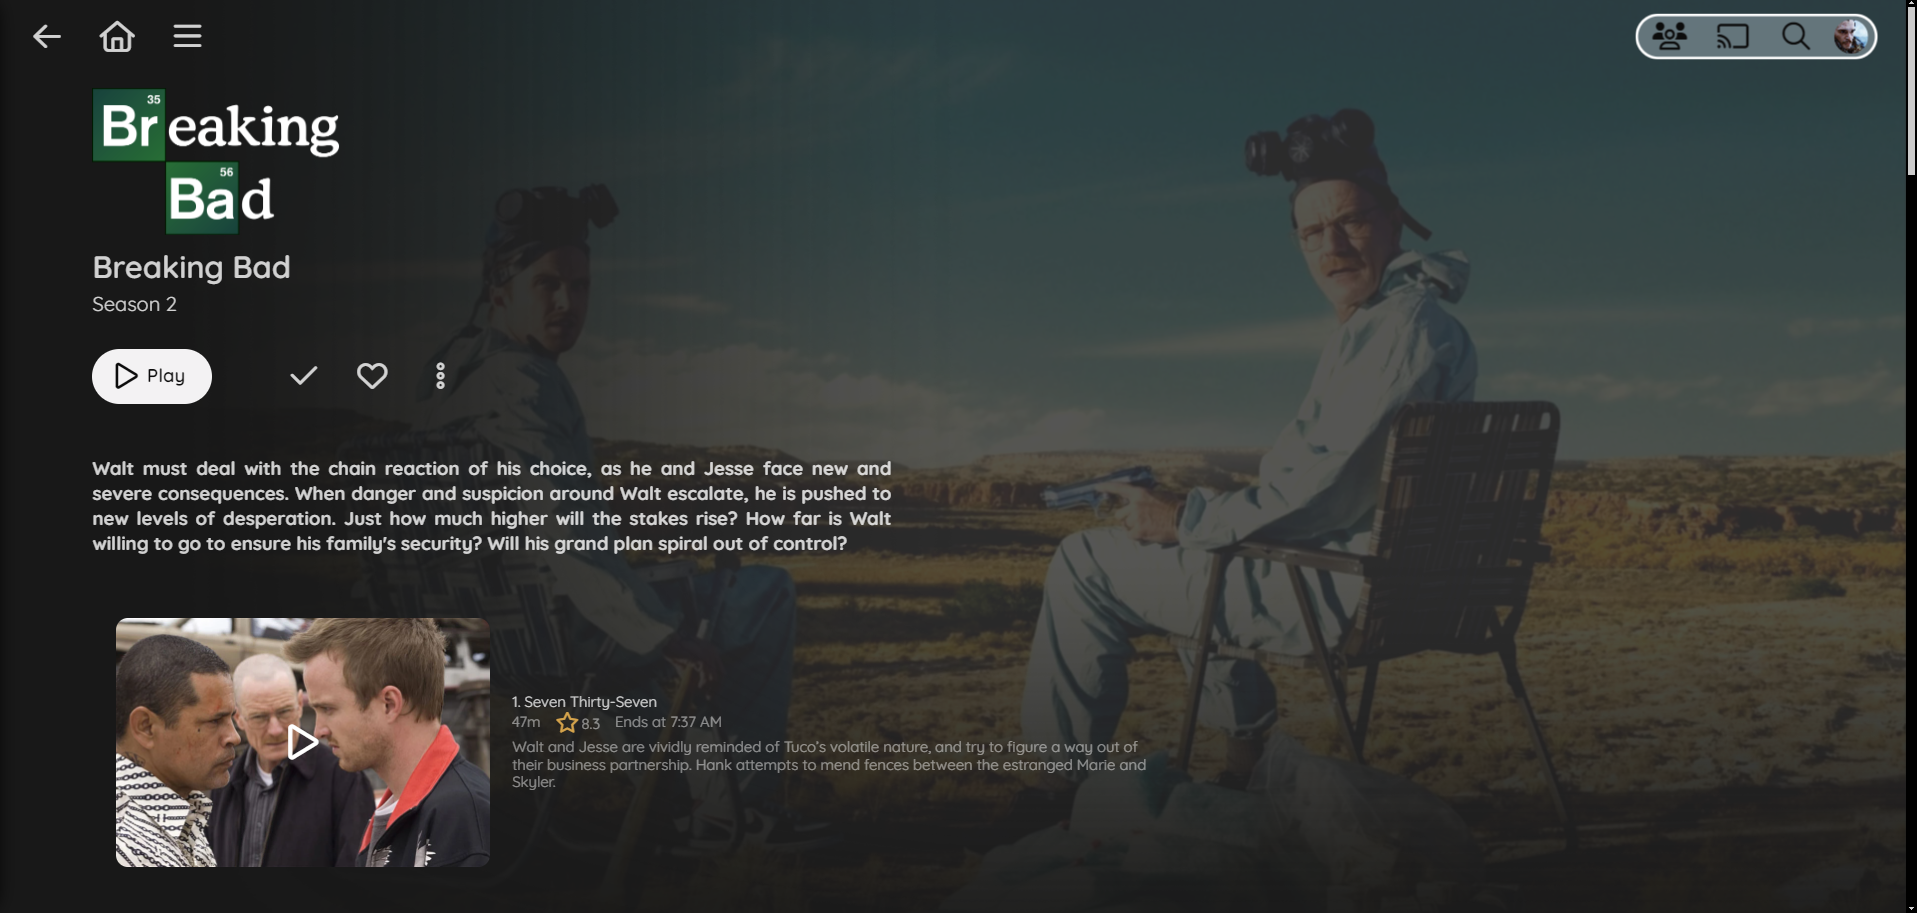 35
Breaking
56
Bad
Breaking Bad
Season 2
Play
Walt must deal with the chain reaction of his choice, as he and Jesse face new and
severe consequences. When danger and suspicion around Walt escalate, he is pushed to
new levels of desperation. Just how much higher will the stakes rise? How far is Walt
willing to go to ensure his family's security? Will his grand plan spiral out of control?
1. Seven Thirty-Seven
47m 8.3 Ends at 7:37 AM
Walt and Jesse are vividly reminded of Tuco’s volatile nature, and try to figure a way out of
their business partnership. Hank attempts to mend fences between the estranged Marie and
Skyler.